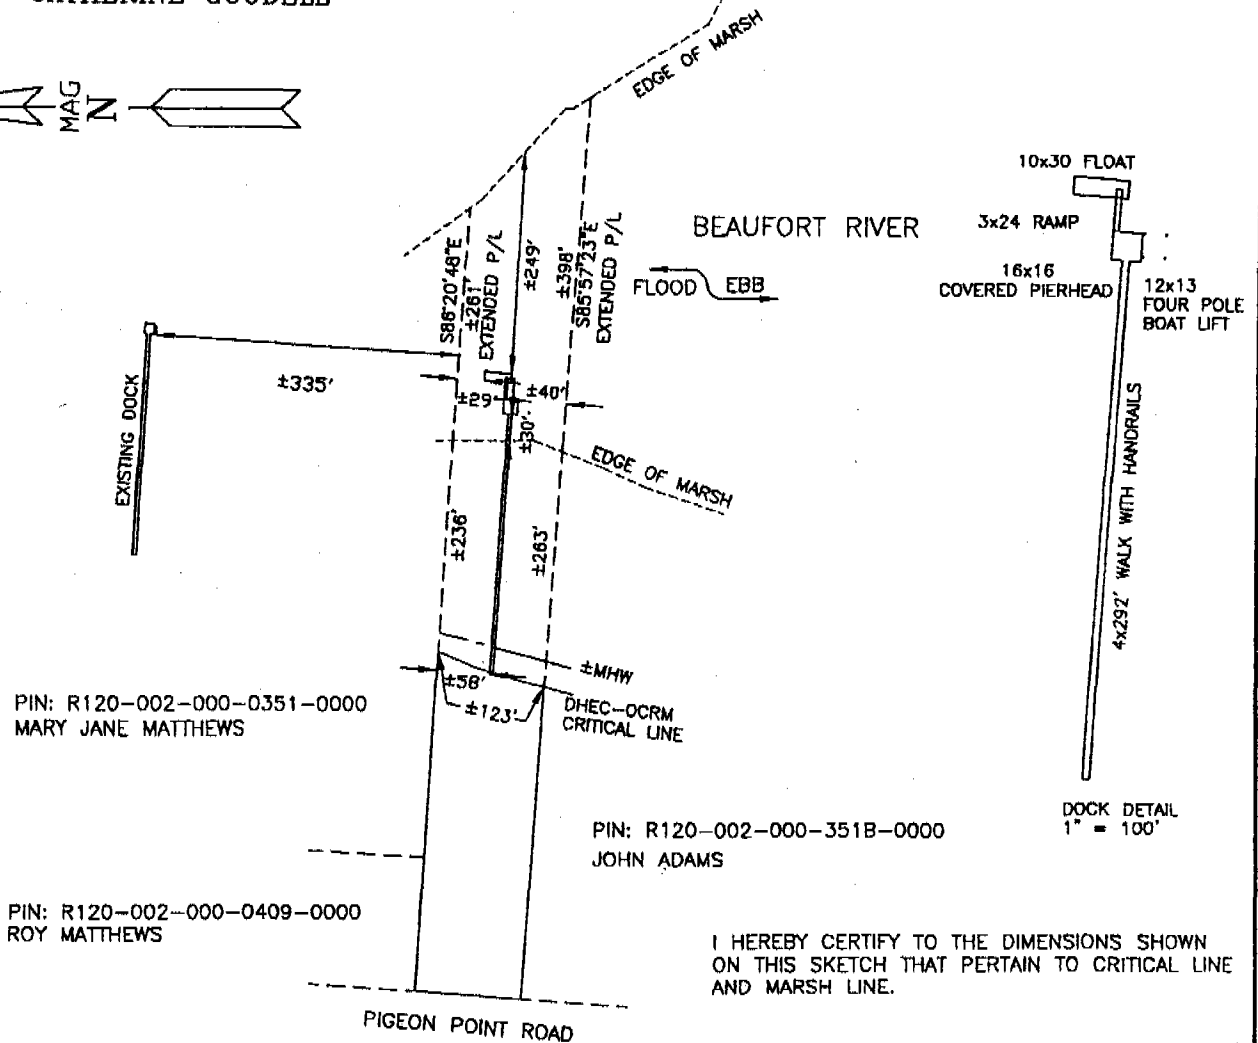 CATHERINE GOODELL
MAG
N
EDGE OF MARSH
BEAUFORT RIVER
FLOOD
EBB
S86°20'48"E
±261'
EXTENDED P/L
±249'
±398'
S85°57'23"E
EXTENDED P/L
EXISTING DOCK
±335'
±29'
±40'
±30'
EDGE OF MARSH
±236'
±263'
±MHW
±58'
±123'
DHEC-OCRM
CRITICAL LINE
10x30 FLOAT
3x24 RAMP
16x16
COVERED PIERHEAD
12x13
FOUR POLE
BOAT LIFT
4x292' WALK WITH HANDRAILS
DOCK DETAIL
1" = 100'
PIN: R120-002-000-0351-0000
MARY JANE MATTHEWS
PIN: R120-002-000-351B-0000
JOHN ADAMS
PIN: R120-002-000-0409-0000
ROY MATTHEWS
I HEREBY CERTIFY TO THE DIMENSIONS SHOWN
ON THIS SKETCH THAT PERTAIN TO CRITICAL LINE
AND MARSH LINE.
PIGEON POINT ROAD